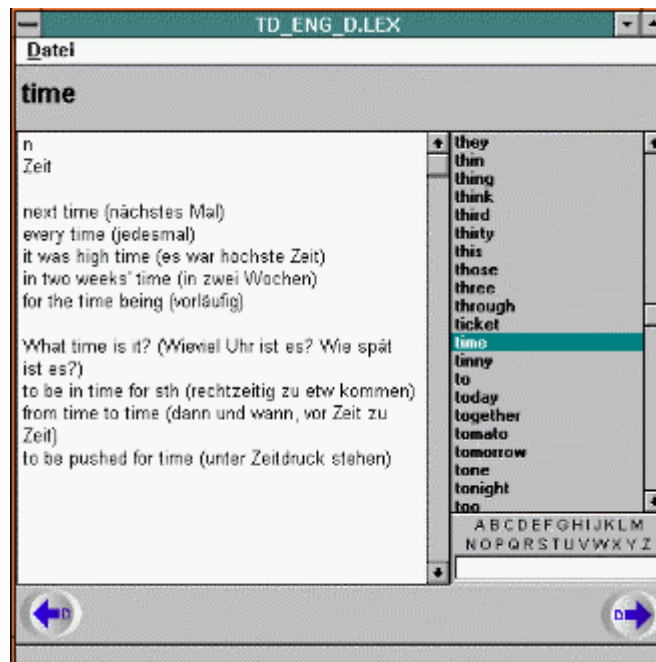 TD_ENG_D.LEX
Datei
time
n
Zeit
next time (nächstes Mal)
every time (jedesmal)
it was high time (es war höchste Zeit)
in two weeks' time (in zwei Wochen)
for the time being (vorläufig)
What time is it? (Wieviel Uhr ist es? Wie spät
ist es?)
to be in time for sth (rechtzeitig zu etw kommen)
from time to time (dann und wann, vor Zeit zu
Zeit)
to be pushed for time (unter Zeitdruck stehen)
they
thin
thing
think
third
thirty
this
those
three
through
ticket
time
tinny
to
today
together
tomato
tomorrow
tone
tonight
too
A B C D E F G H I J K L M
N O P Q R S T U V W X Y Z
D
D